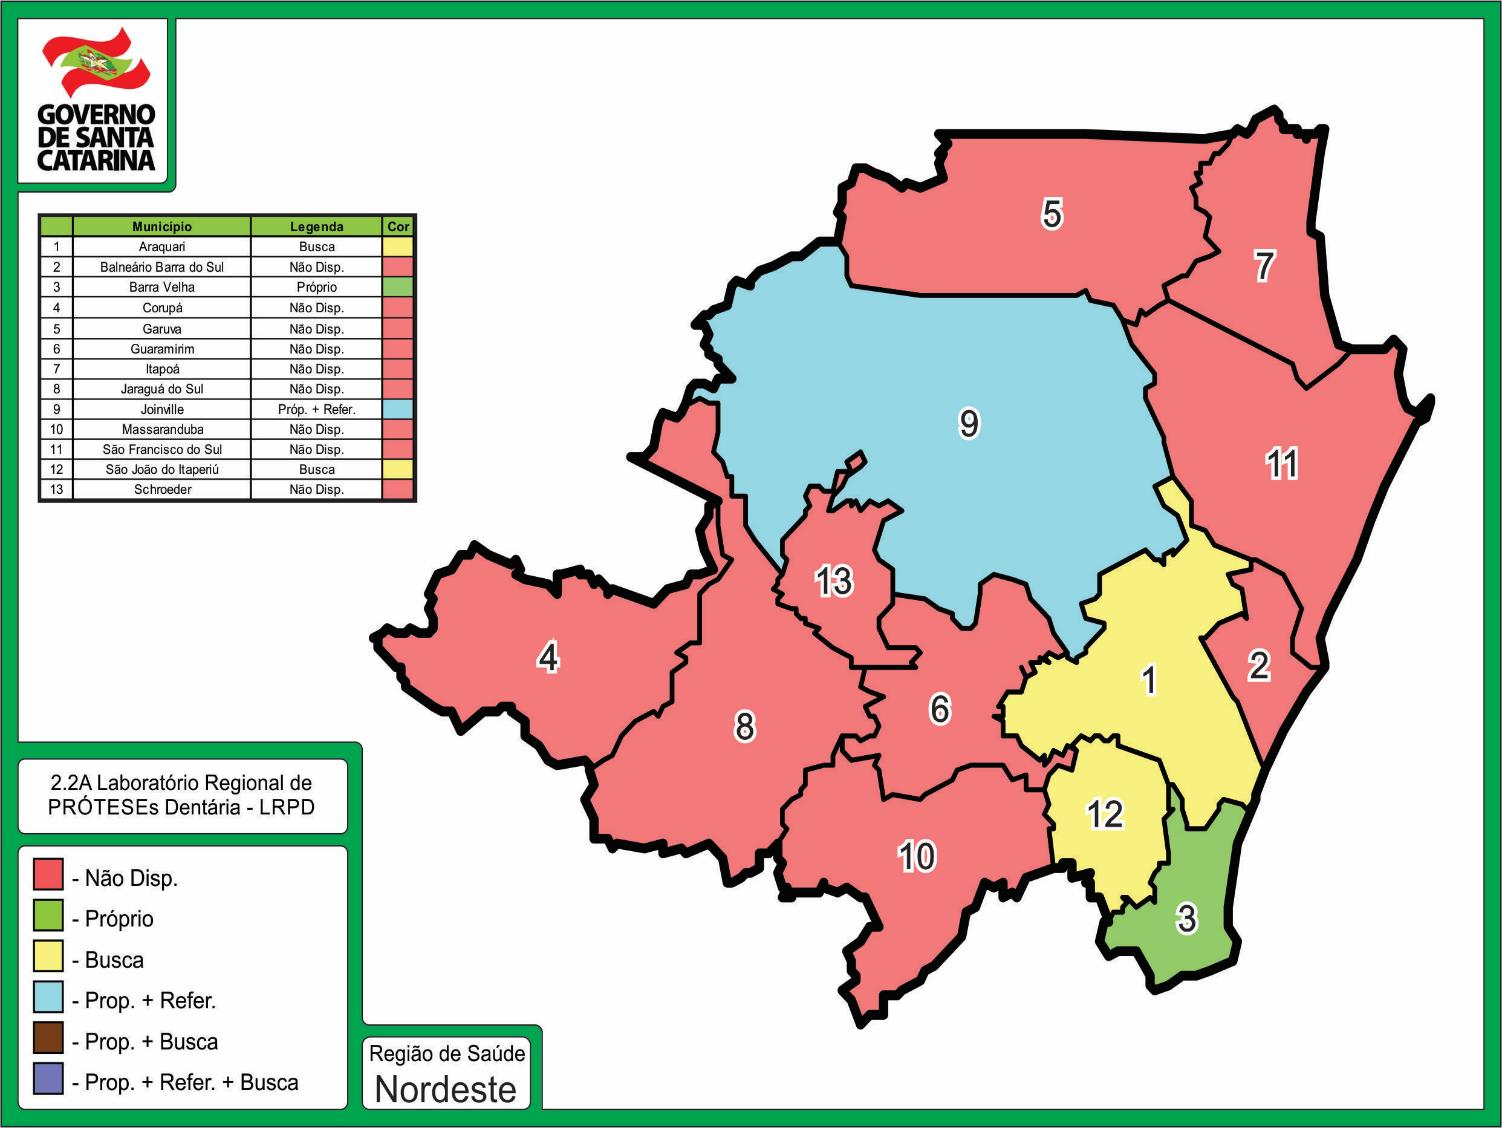 GOVERNO
DE SANTA
CATARINA
Município Legenda Cor
1 Araquari Busca
2 Balneário Barra do Sul Não Disp.
3 Barra Velha Próprio
4 Corupá Não Disp.
5 Garuva Não Disp.
6 Guaramirim Não Disp.
7 Itapoá Não Disp.
8 Jaraguá do Sul Não Disp.
9 Joinville Próp. + Refer.
10 Massaranduba Não Disp.
11 São Francisco do Sul Não Disp.
12 São João do Itaperiú Busca
13 Schroeder Não Disp.
5
7
9
11
13
4
2
1
6
8
12
10
3
2.2A Laboratório Regional de
PRÓTESEs Dentária - LRPD
- Não Disp.
- Próprio
- Busca
- Prop. + Refer.
- Prop. + Busca
- Prop. + Refer. + Busca
Região de Saúde
Nordeste